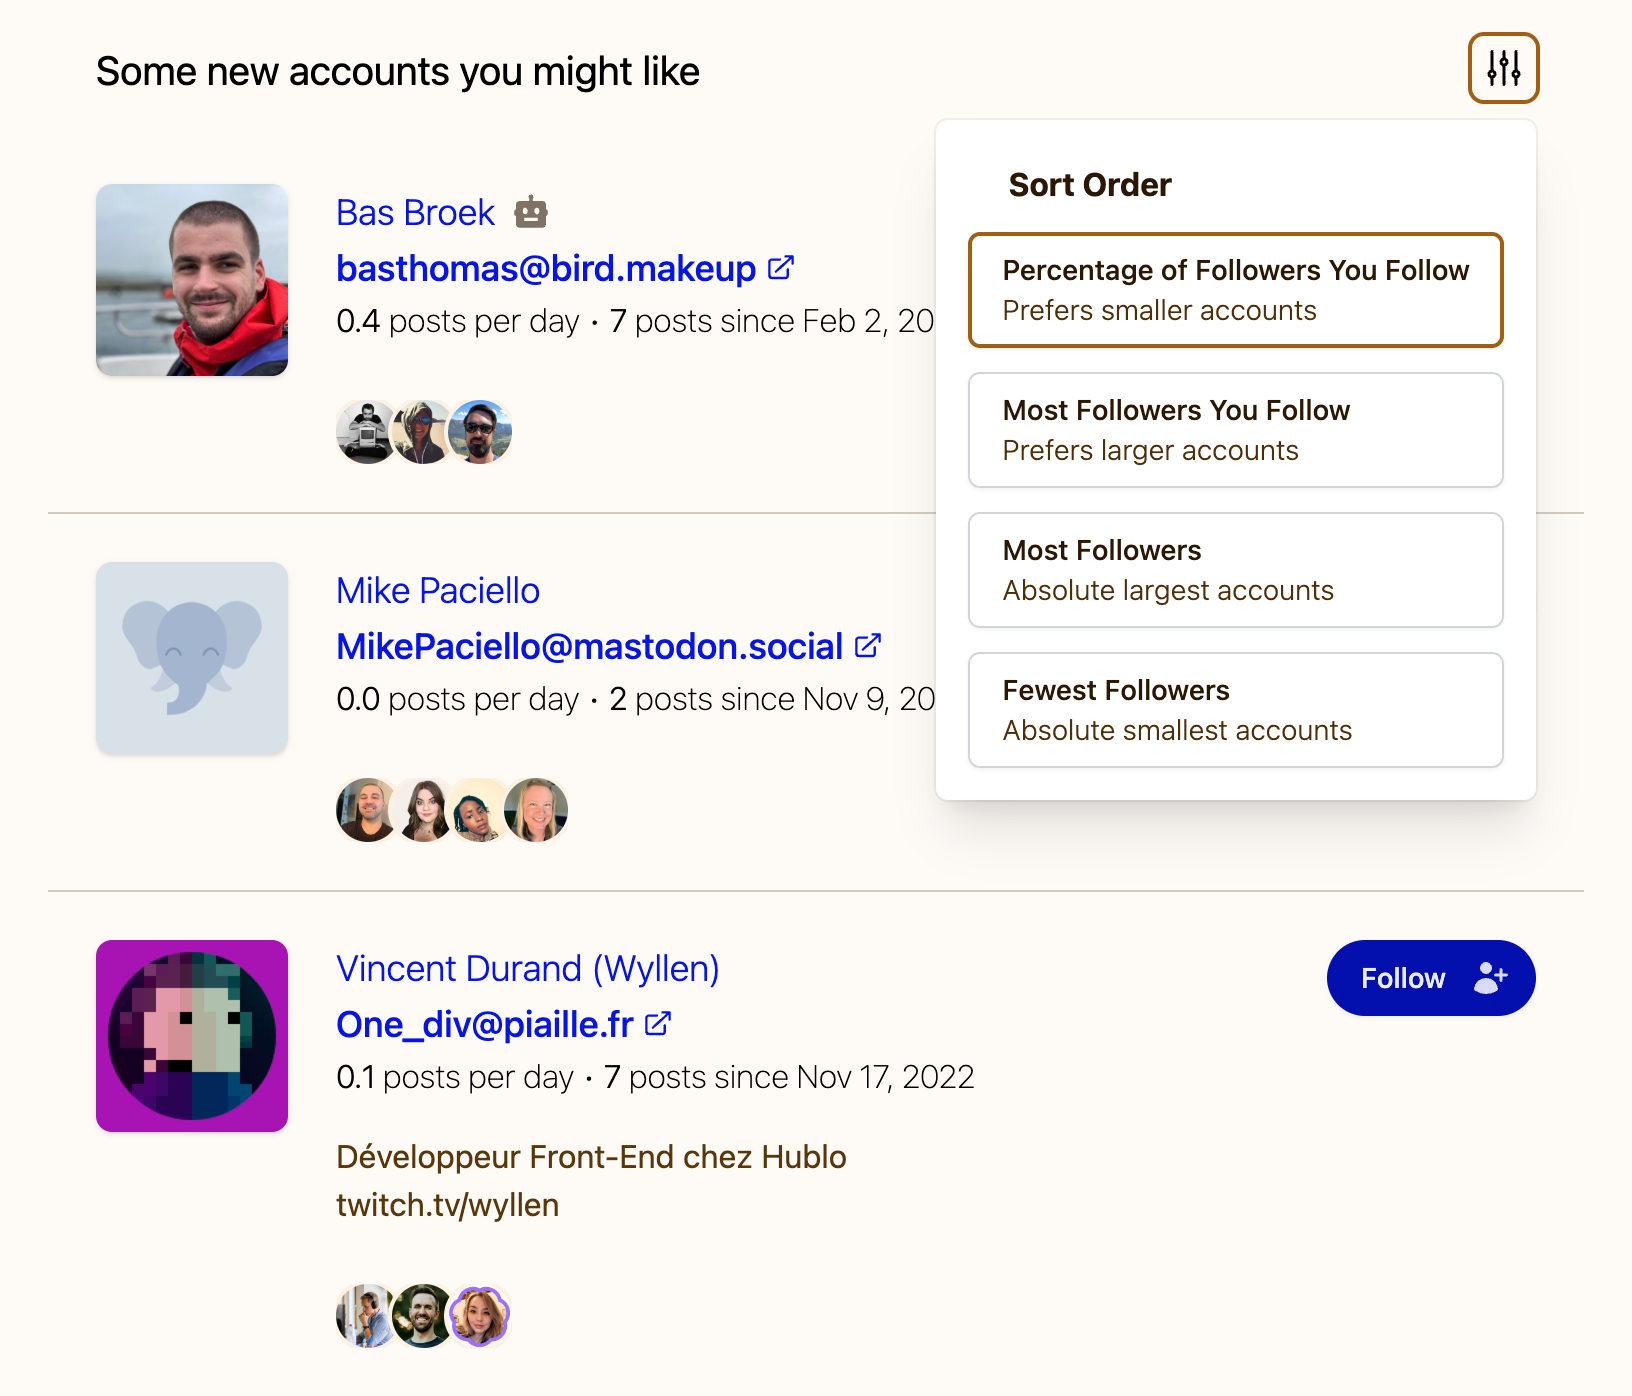 Some new accounts you might like
Sort Order
Percentage of Followers You Follow
Prefers smaller accounts
Most Followers You Follow
Prefers larger accounts
Most Followers
Absolute largest accounts
Fewest Followers
Absolute smallest accounts
Bas Broek
basthomas@bird.makeup
0.4 posts per day · 7 posts since Feb 2, 20
Mike Paciello
MikePaciello@mastodon.social
0.0 posts per day · 2 posts since Nov 9, 20
Vincent Durand (Wyllen)
Follow
One_div@piaille.fr
0.1 posts per day · 7 posts since Nov 17, 2022
Développeur Front-End chez Hublo
twitch.tv/wyllen